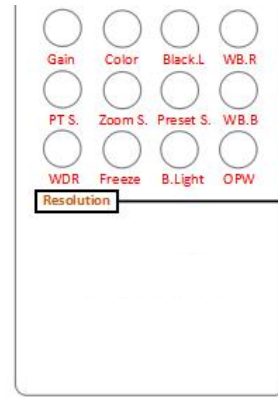 Gain Color Black.L WB.R
PT S. Zoom S. Preset S. WB.B
WDR Freeze B.Light OPW
Resolution